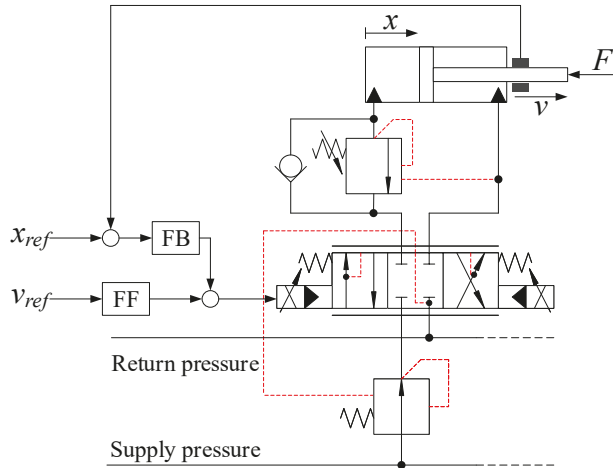 x
F
v
x_ref
FB
v_ref
FF
Return pressure
Supply pressure